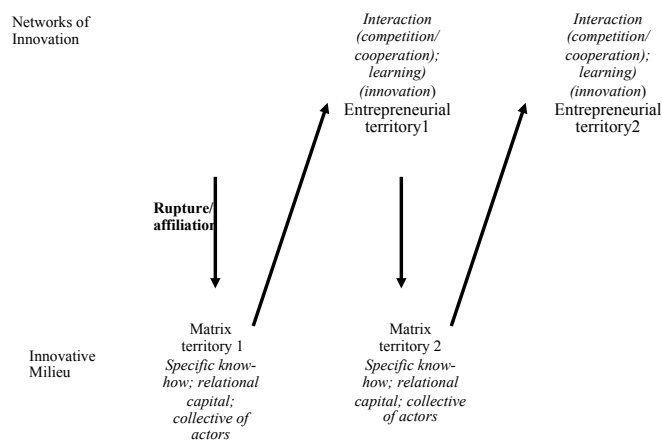 Networks of
Innovation
Interaction
(competition/
cooperation);
learning)
(innovation)
Entrepreneurial
territory1
Interaction
(competition/
cooperation);
learning)
(innovation)
Entrepreneurial
territory2
Rupture/
affiliation
Innovative
Milieu
Matrix
territory 1
Specific know-
how; relational
capital;
collective of
actors
Matrix
territory 2
Specific know-
how; relational
capital; collective
of actors